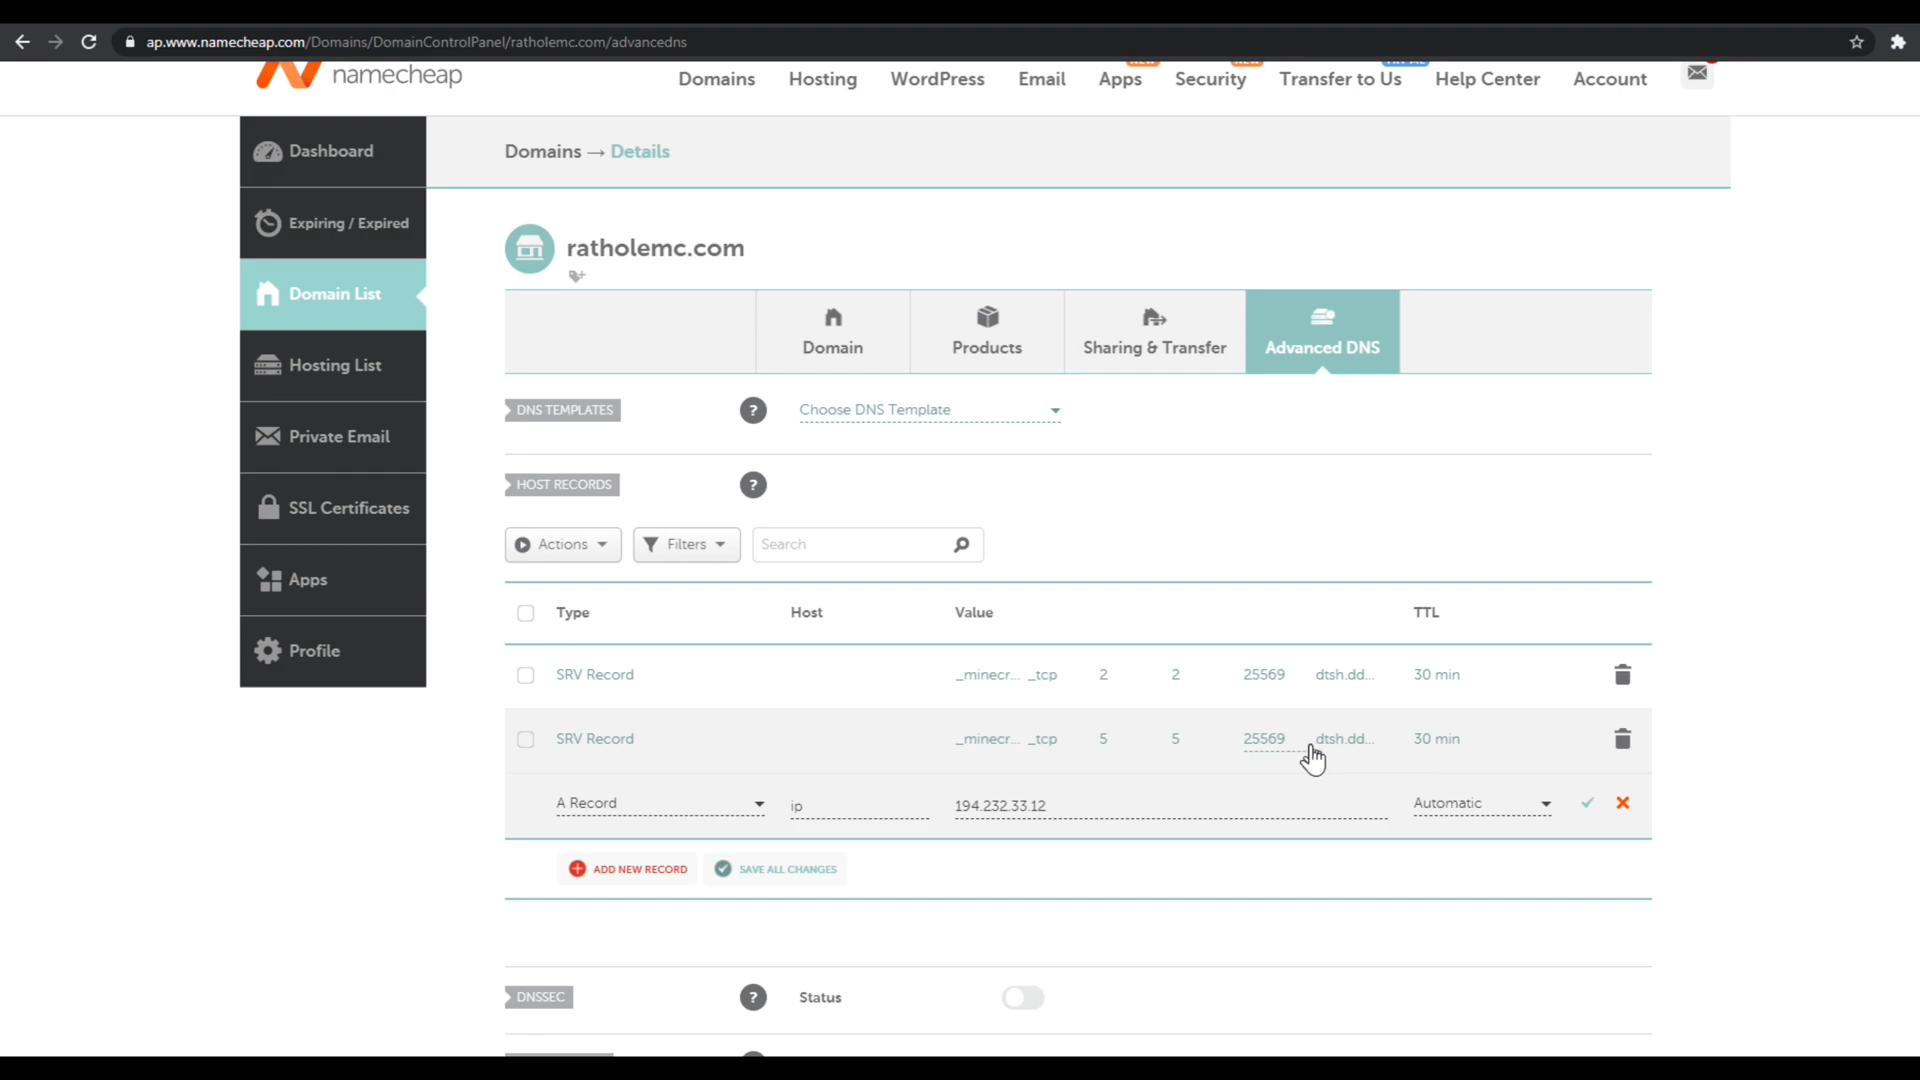 ap.www.namecheap.com/Domains/DomainControlPanel/ratholemc.com/advancedns
namecheap
Domains Hosting WordPress Email Apps Security Transfer to Us Help Center Account
Dashboard
Expiring / Expired
Domain List
Hosting List
Private Email
SSL Certificates
Apps
Profile
Domains → Details
ratholemc.com
Domain Products Sharing & Transfer Advanced DNS
DNS TEMPLATES ? Choose DNS Template
HOST RECORDS ?
Actions Filters Search
Type Host Value TTL
SRV Record _minecr... _tcp 2 2 25569 dtsh.dd... 30 min
SRV Record _minecr... _tcp 5 5 25569 dtsh.dd... 30 min
A Record ip 194.232.33.12 Automatic
ADD NEW RECORD SAVE ALL CHANGES
DNSSEC ? Status